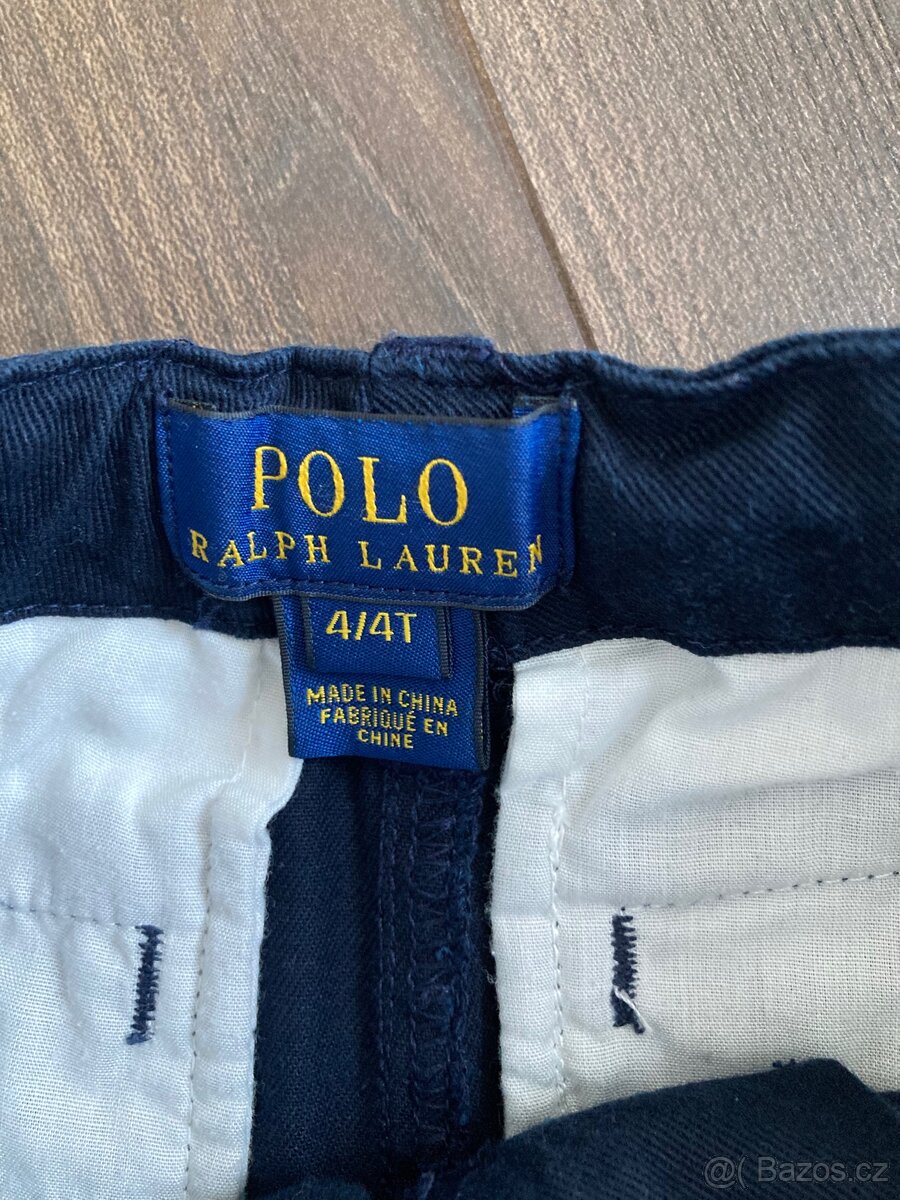 POLO
RALPH LAUREN
4/4T
MADE IN CHINA
FABRIQUÉ EN
CHINE
@( Bazos.cz